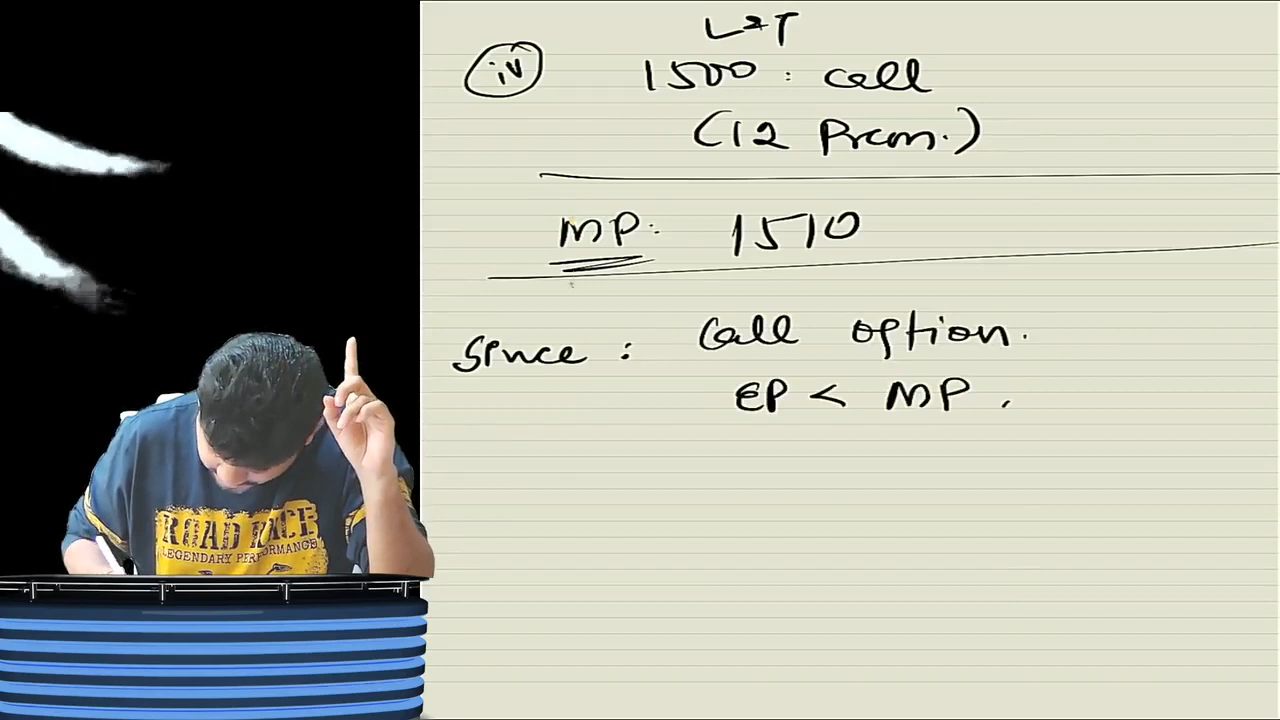 L&T
iv 1500 : call
(12 Prem.)
MP: 1510
Since : Call option.
EP < MP.
ROAD RACE
LEGENDARY PERFORMANCE